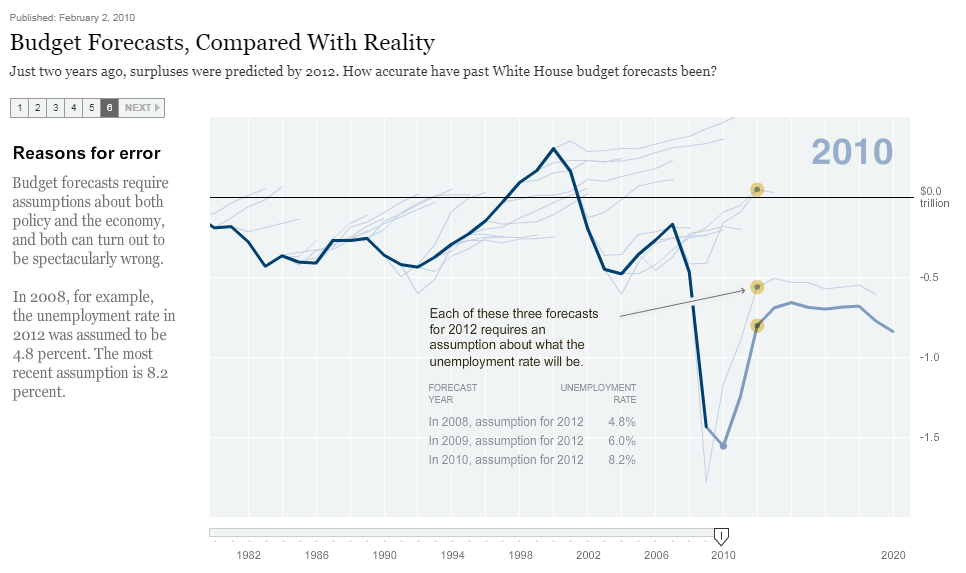 Published: February 2, 2010
Budget Forecasts, Compared With Reality
Just two years ago, surpluses were predicted by 2012. How accurate have past White House budget forecasts been?
1 2 3 4 5 6 NEXT
Reasons for error
Budget forecasts require
assumptions about both
policy and the economy,
and both can turn out to
be spectacularly wrong.
In 2008, for example,
the unemployment rate in
2012 was assumed to be
4.8 percent. The most
recent assumption is 8.2
percent.
2010
$0.0
trillion
-0.5
-1.0
-1.5
Each of these three forecasts
for 2012 requires an
assumption about what the
unemployment rate will be.
FORECAST YEAR
UNEMPLOYMENT RATE
In 2008, assumption for 2012 4.8%
In 2009, assumption for 2012 6.0%
In 2010, assumption for 2012 8.2%
1982 1986 1990 1994 1998 2002 2006 2010 2020